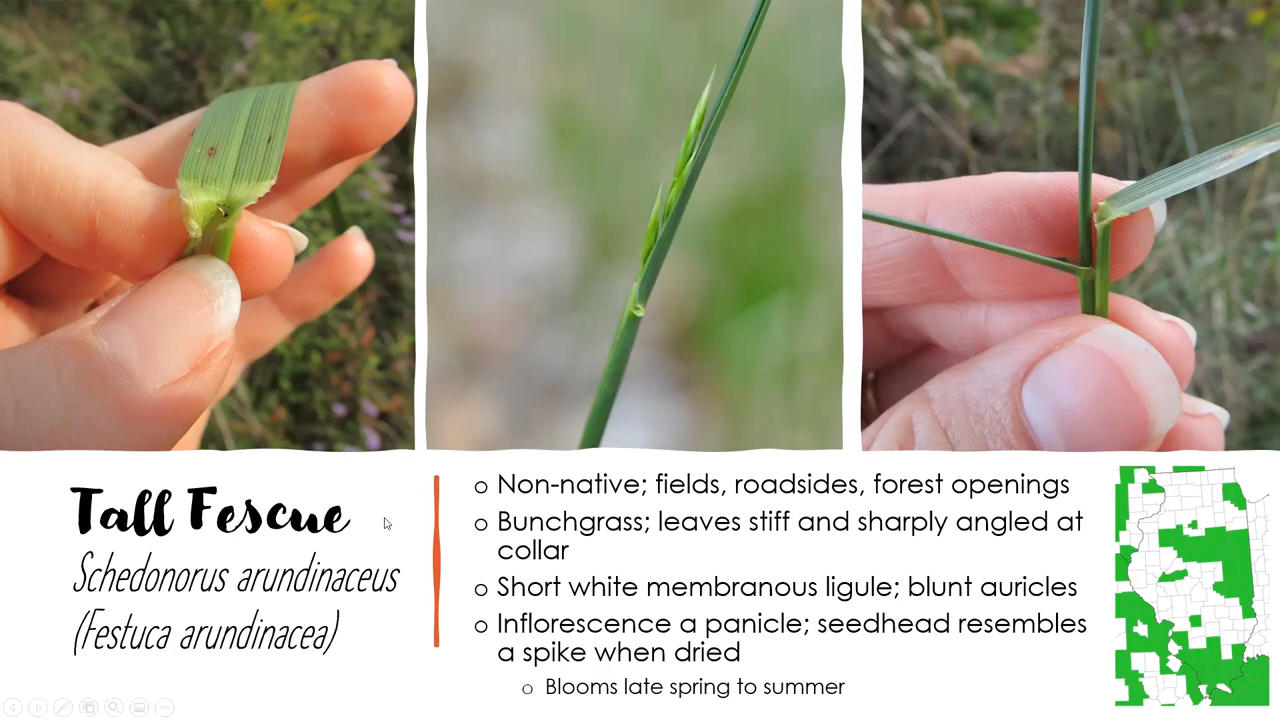 Tall Fescue
Schedonorus arundinaceus
(Festuca arundinacea)
o Non-native; fields, roadsides, forest openings
o Bunchgrass; leaves stiff and sharply angled at
collar
o Short white membranous ligule; blunt auricles
o Inflorescence a panicle; seedhead resembles
a spike when dried
o Blooms late spring to summer